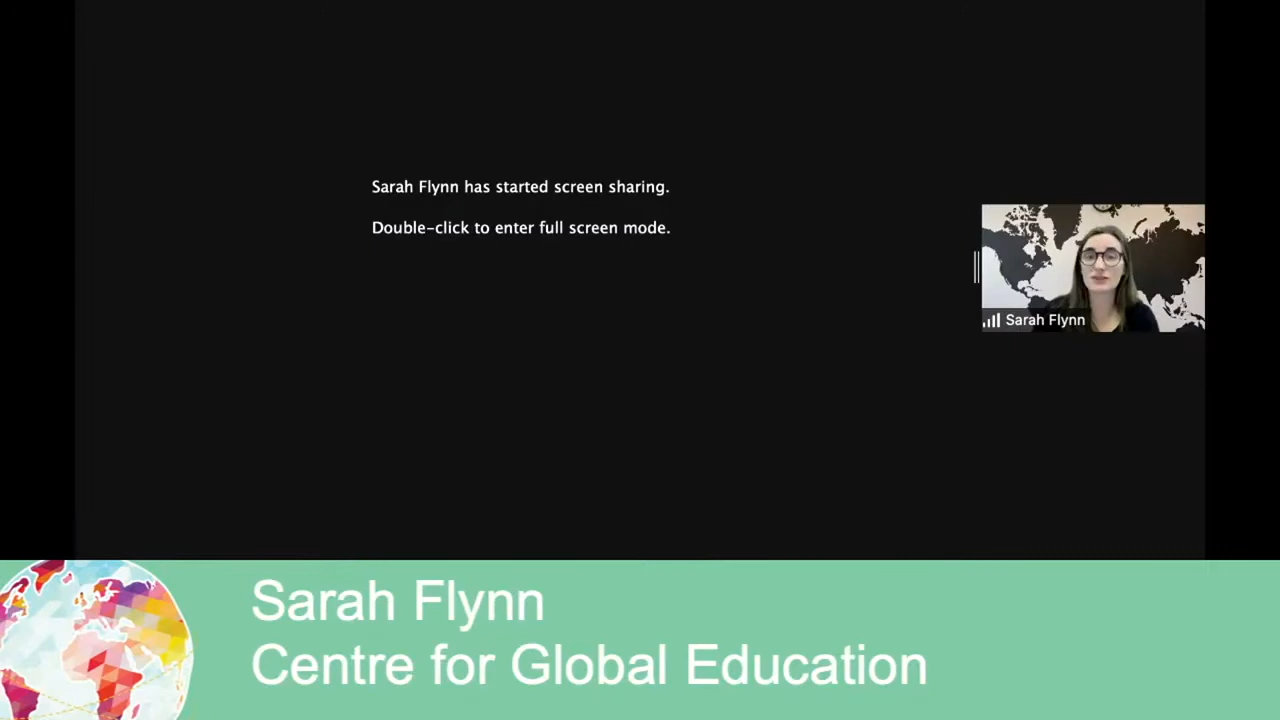 Sarah Flynn has started screen sharing.
Double-click to enter full screen mode.
Sarah Flynn
Sarah Flynn
Centre for Global Education